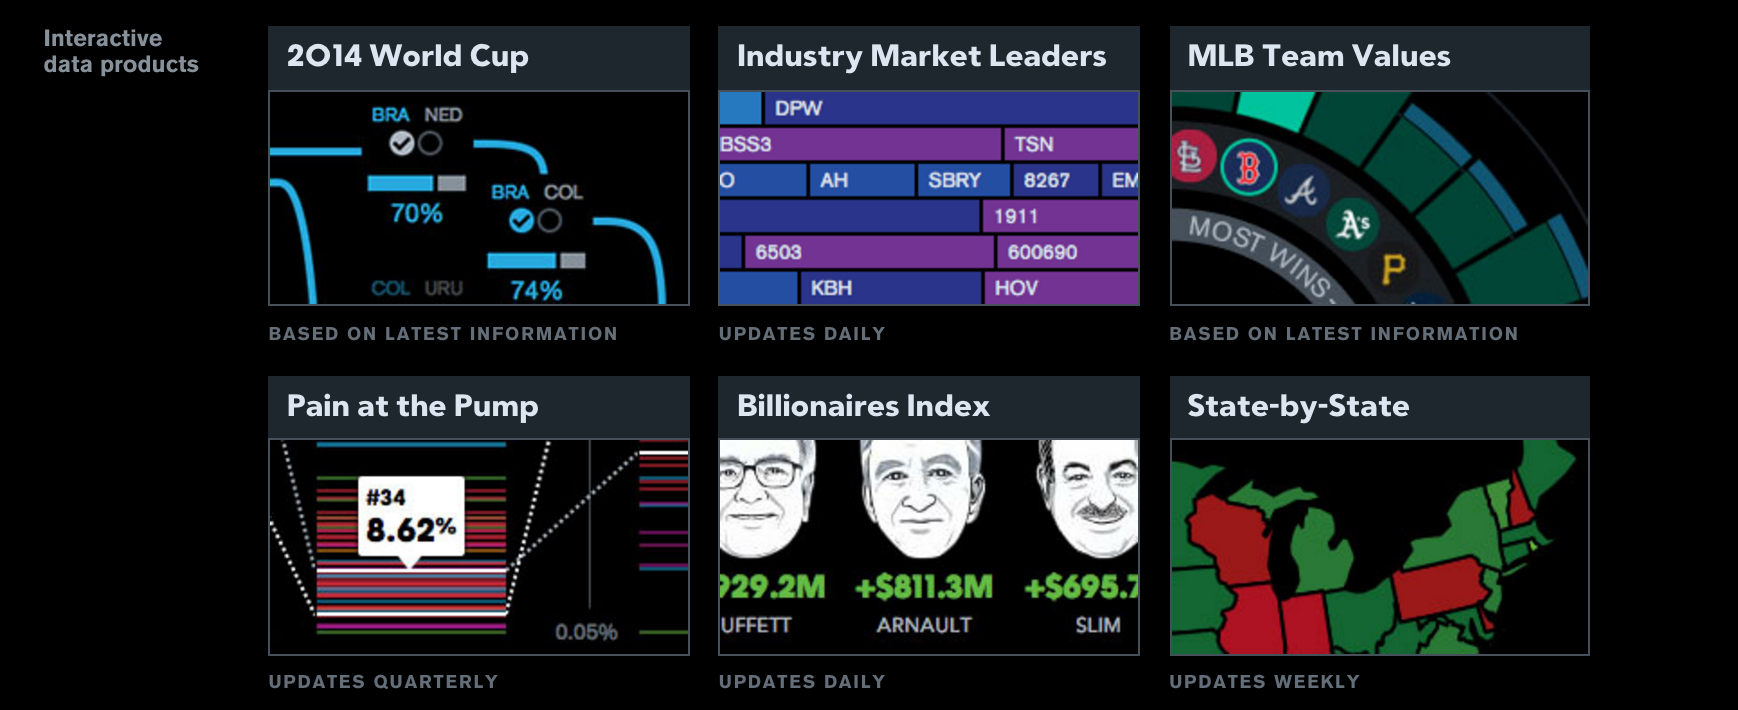 Interactive
data products
2014 World Cup
BRA NED
70%
BRA COL
74%
COL URU
BASED ON LATEST INFORMATION
Industry Market Leaders
DPW
BSS3 TSN
O AH SBRY 8267 EM
1911
6503 600690
KBH HOV
UPDATES DAILY
MLB Team Values
B
A
A's
P
MOST WINS -
BASED ON LATEST INFORMATION
Pain at the Pump
#34
8.62%
0.05%
UPDATES QUARTERLY
Billionaires Index
929.2M +$811.3M +$695.7
UFFETT ARNAULT SLIM
UPDATES DAILY
State-by-State
UPDATES WEEKLY